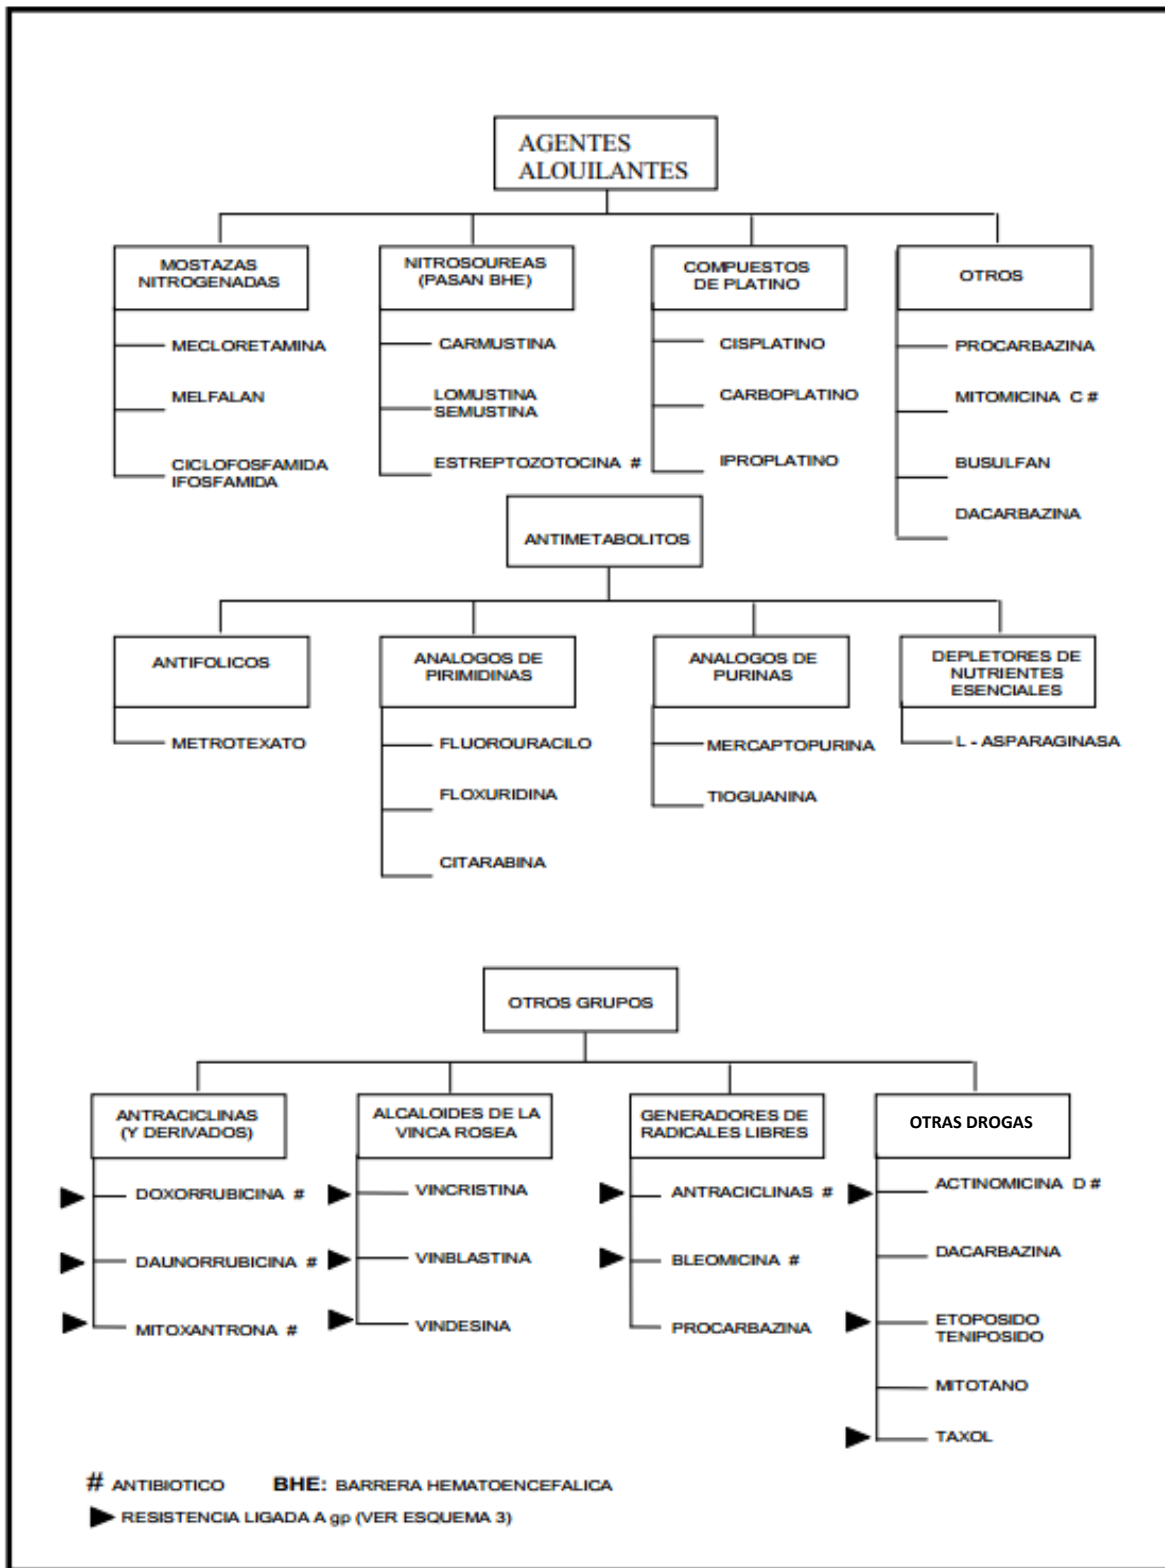 AGENTES
ALOUILANTES
MOSTAZAS
NITROGENADAS
MECLORETAMINA
MELFALAN
CICLOFOSFAMIDA
IFOSFAMIDA
NITROSOUREAS
(PASAN BHE)
CARMUSTINA
LOMUSTINA
SEMUSTINA
ESTREPTOZOTOCINA #
COMPUESTOS
DE PLATINO
CISPLATINO
CARBOPLATINO
IPROPLATINO
OTROS
PROCARBAZINA
MITOMICINA C #
BUSULFAN
DACARBAZINA
ANTIMETABOLITOS
ANTIFOLICOS
METROTEXATO
ANALOGOS DE
PIRIMIDINAS
FLUOROURACILO
FLOXURIDINA
CITARABINA
ANALOGOS DE
PURINAS
MERCAPTOPURINA
TIOGUANINA
DEPLETORES DE
NUTRIENTES
ESENCIALES
L - ASPARAGINASA
OTROS GRUPOS
ANTRACICLINAS
(Y DERIVADOS)
DOXORRUBICINA #
DAUNORRUBICINA #
MITOXANTRONA #
ALCALOIDES DE LA
VINCA ROSEA
VINCRISTINA
VINBLASTINA
VINDESINA
GENERADORES DE
RADICALES LIBRES
ANTRACICLINAS #
BLEOMICINA #
PROCARBAZINA
OTRAS DROGAS
ACTINOMICINA D #
DACARBAZINA
ETOPOSIDO
TENIPOSIDO
MITOTANO
TAXOL
# ANTIBIOTICO BHE: BARRERA HEMATOENCEFALICA
RESISTENCIA LIGADA A gp (VER ESQUEMA 3)